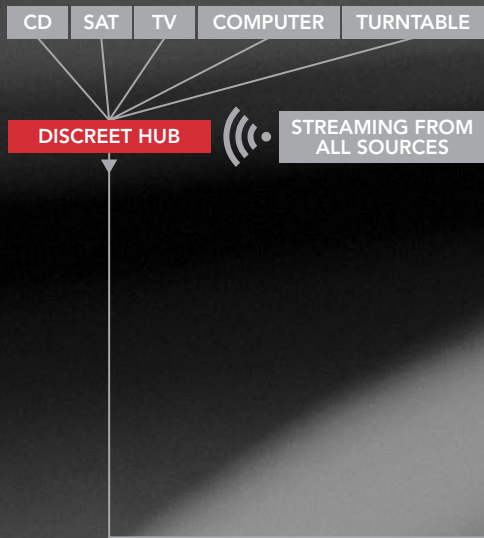 CD
SAT
TV
COMPUTER
TURNTABLE
DISCREET HUB
STREAMING FROM
ALL SOURCES